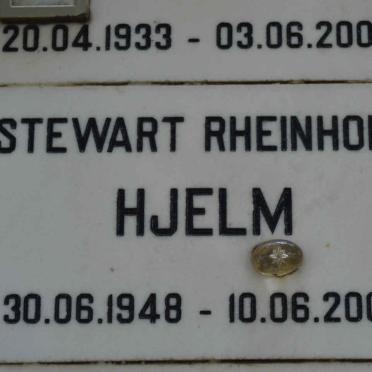 20.04.1933 - 03.06.200
STEWART RHEINHO
HJELM
30.06.1948 - 10.06.200